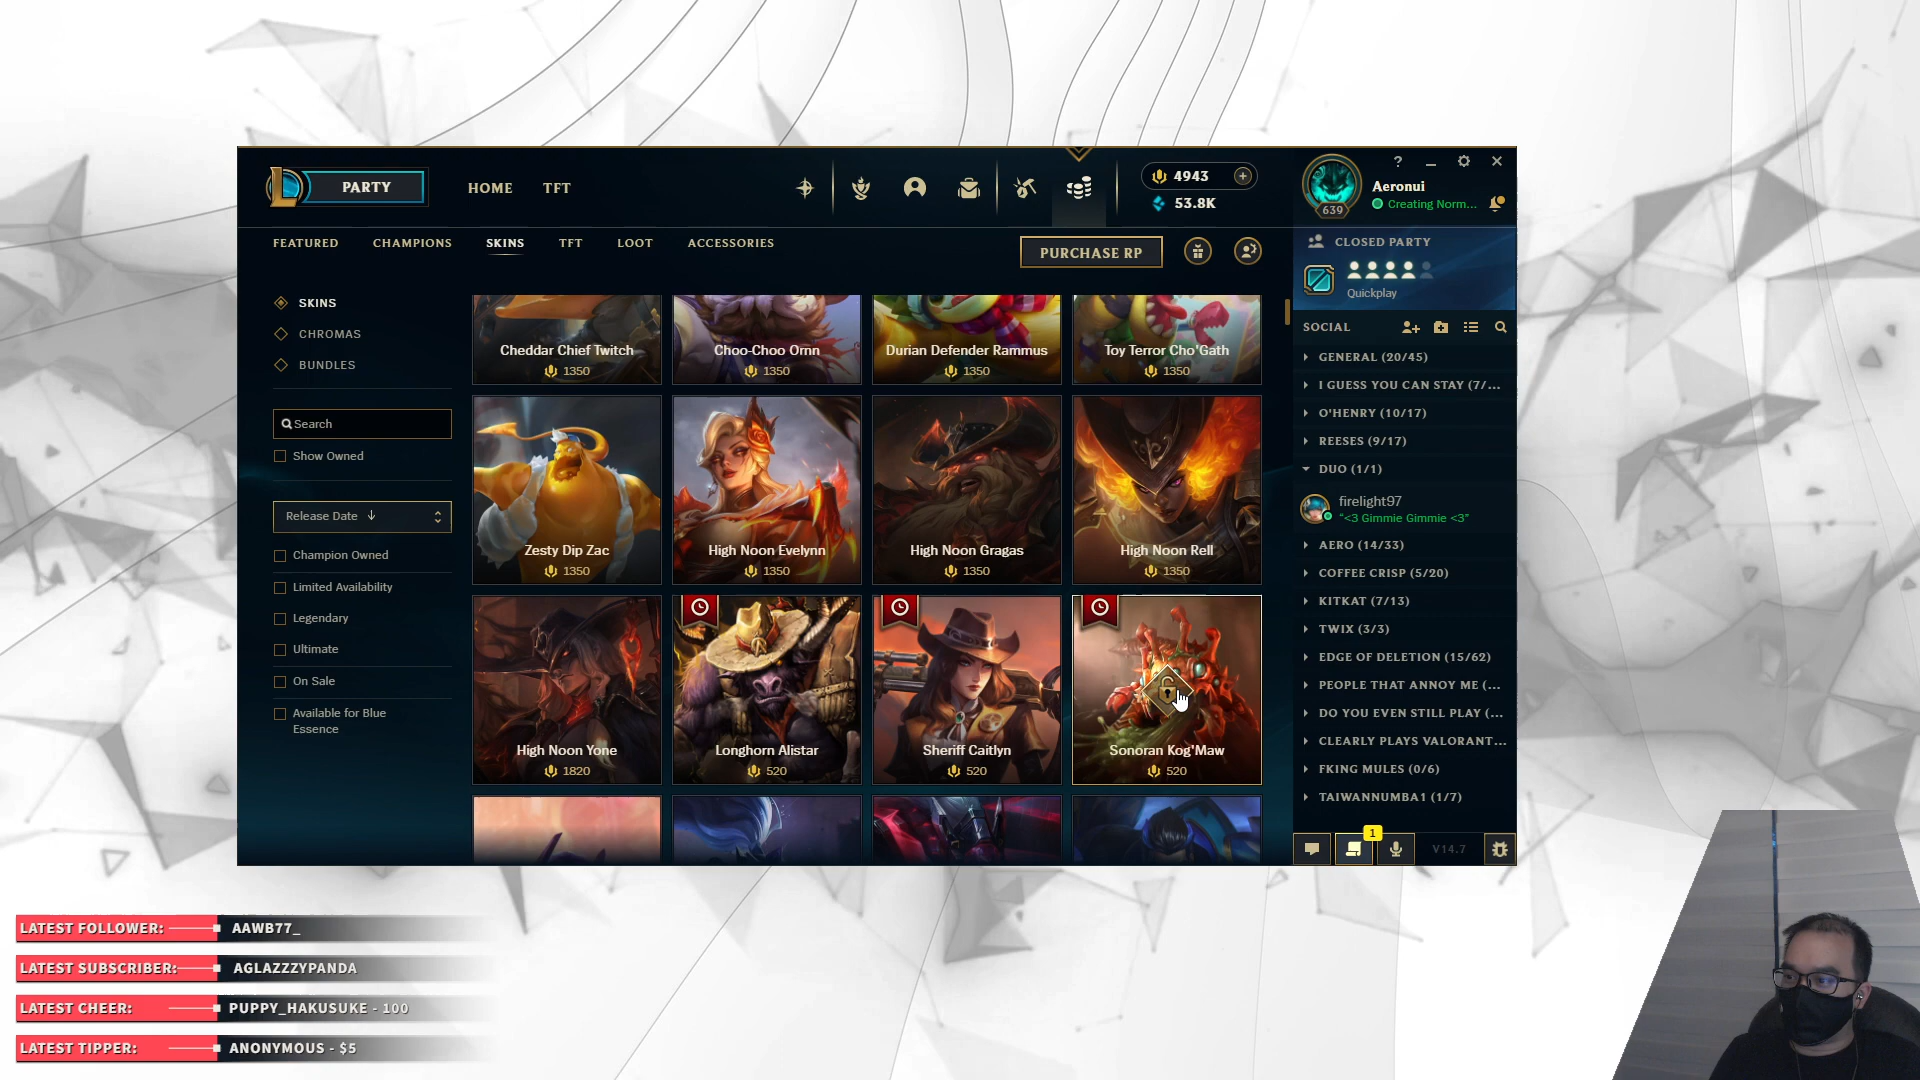 PARTY
HOME
TFT
4943
53.8K
639
?
Aeronui
Creating Norm...
FEATURED
CHAMPIONS
SKINS
TFT
LOOT
ACCESSORIES
PURCHASE RP
CLOSED PARTY
Quickplay
SKINS
CHROMAS
BUNDLES
Search
Show Owned
Release Date
Champion Owned
Limited Availability
Legendary
Ultimate
On Sale
Available for Blue
Essence
Cheddar Chief Twitch
1350
Choo-Choo Ornn
1350
Durian Defender Rammus
1350
Toy Terror Cho'Gath
1350
Zesty Dip Zac
1350
High Noon Evelynn
1350
High Noon Gragas
1350
High Noon Rell
1350
High Noon Yone
1820
Longhorn Alistar
520
Sheriff Caitlyn
520
Sonoran Kog'Maw
520
SOCIAL
GENERAL (20/45)
I GUESS YOU CAN STAY (7/...
O'HENRY (10/17)
REESES (9/17)
DUO (1/1)
firelight97
"<3 Gimmie Gimmie <3"
AERO (14/33)
COFFEE CRISP (5/20)
KITKAT (7/13)
TWIX (3/3)
EDGE OF DELETION (15/62)
PEOPLE THAT ANNOY ME (...
DO YOU EVEN STILL PLAY (...
CLEARLY PLAYS VALORANT...
FKING MULES (0/6)
TAIWANNUMBA1 (1/7)
1
V14.7
LATEST FOLLOWER: AAWB77_
LATEST SUBSCRIBER: AGLAZZZYPANDA
LATEST CHEER: PUPPY_HAKUSUKE - 100
LATEST TIPPER: ANONYMOUS - $5